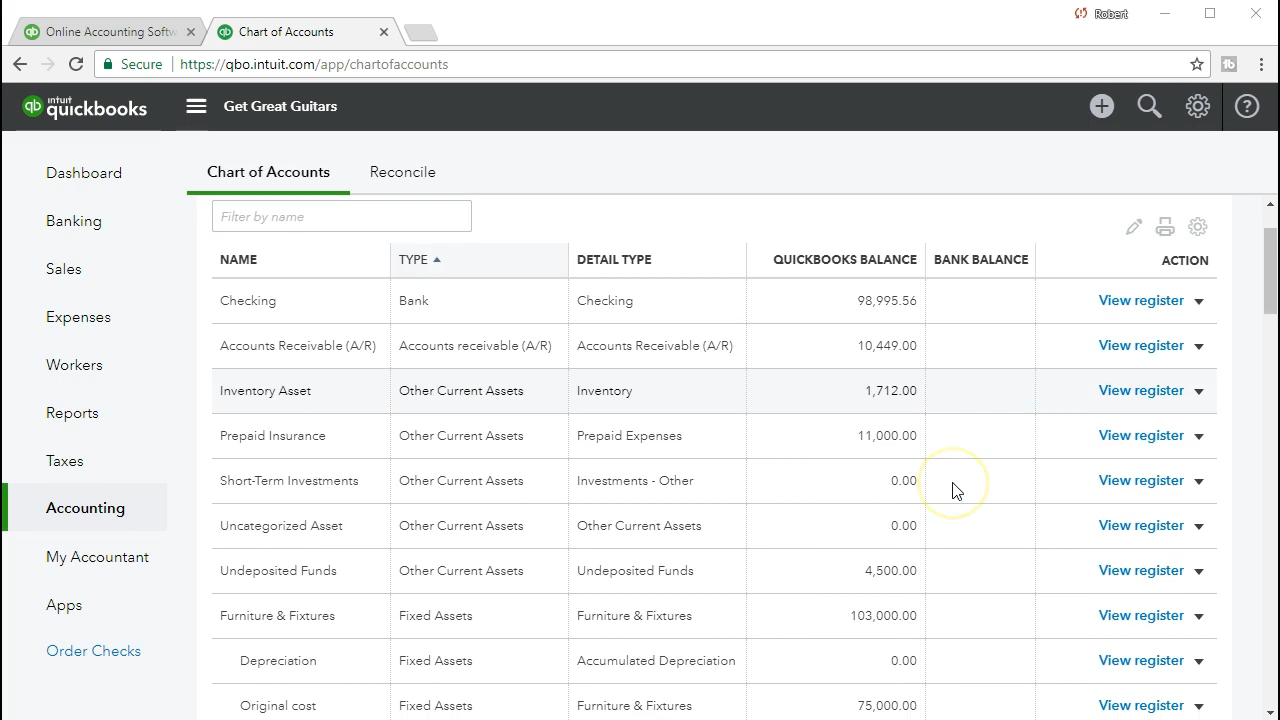 Robert
Online Accounting Softw
Chart of Accounts
Secure https://qbo.intuit.com/app/chartofaccounts
qb intuit quickbooks Get Great Guitars
Dashboard
Banking
Sales
Expenses
Workers
Reports
Taxes
Accounting
My Accountant
Apps
Order Checks
Chart of Accounts Reconcile
Filter by name
NAME TYPE DETAIL TYPE QUICKBOOKS BALANCE BANK BALANCE ACTION
Checking Bank Checking 98,995.56 View register
Accounts Receivable (A/R) Accounts receivable (A/R) Accounts Receivable (A/R) 10,449.00 View register
Inventory Asset Other Current Assets Inventory 1,712.00 View register
Prepaid Insurance Other Current Assets Prepaid Expenses 11,000.00 View register
Short-Term Investments Other Current Assets Investments - Other 0.00 View register
Uncategorized Asset Other Current Assets Other Current Assets 0.00 View register
Undeposited Funds Other Current Assets Undeposited Funds 4,500.00 View register
Furniture & Fixtures Fixed Assets Furniture & Fixtures 103,000.00 View register
Depreciation Fixed Assets Accumulated Depreciation 0.00 View register
Original cost Fixed Assets Furniture & Fixtures 75,000.00 View register